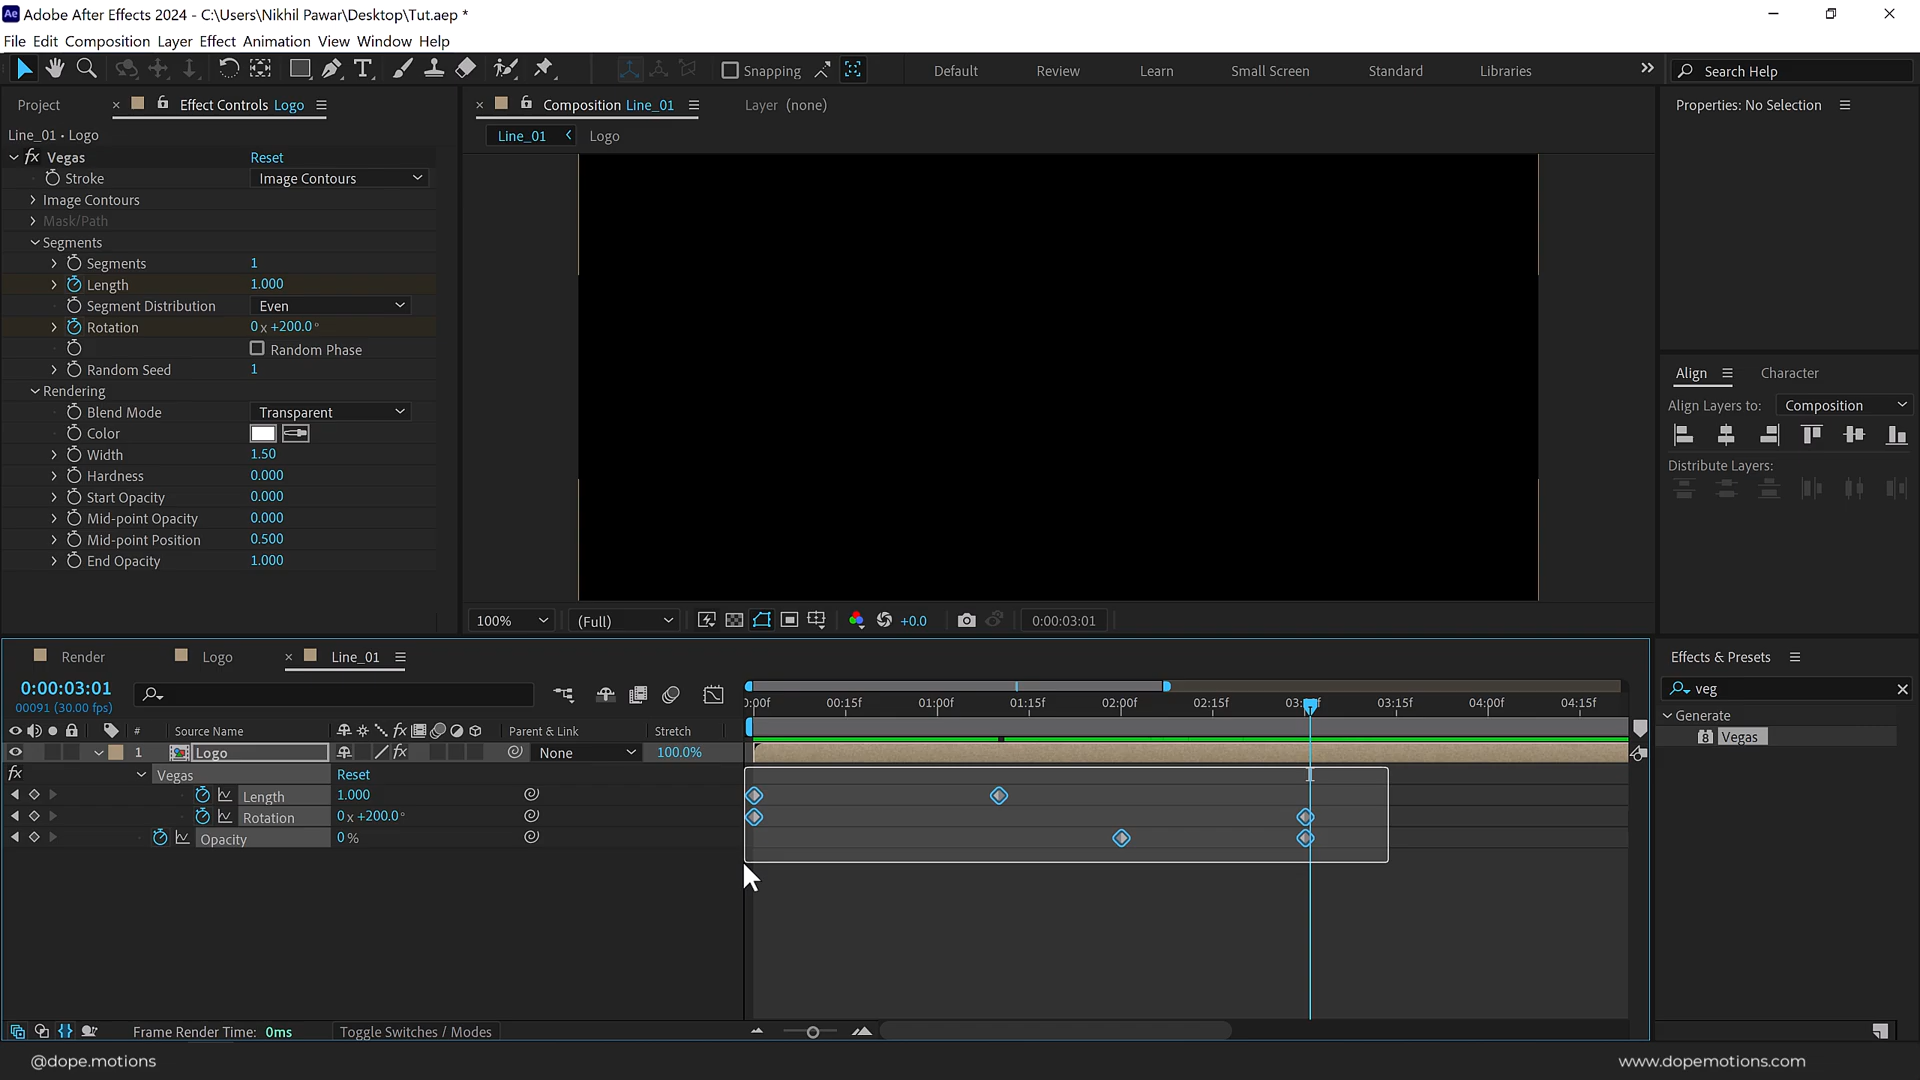 Adobe After Effects 2024 - C:\Users\Nikhil Pawar\Desktop\Tut.aep *
File Edit Composition Layer Effect Animation View Window Help
Snapping Default Review Learn Small Screen Standard Libraries Search Help
Project Effect Controls Logo Composition Line_01 Layer (none) Properties: No Selection
Line_01 • Logo
Line_01 Logo
fx Vegas Reset
Stroke Image Contours
Image Contours
Mask/Path
Segments
Segments 1
Length 1.000
Segment Distribution Even
Rotation 0 x +200.0 °
Random Phase
Random Seed 1
Rendering
Blend Mode Transparent
Color
Width 1.50
Hardness 0.000
Start Opacity 0.000
Mid-point Opacity 0.000
Mid-point Position 0.500
End Opacity 1.000
Align Character
Align Layers to: Composition
Distribute Layers:
100% (Full) +0.0 0:00:03:01
Render Logo Line_01
Effects & Presets
veg
Generate
8 Vegas
0:00:03:01
00091 (30.00 fps)
:00f 00:15f 01:00f 01:15f 02:00f 02:15f 03: f 03:15f 04:00f 04:15f
# Source Name fx Parent & Link Stretch
1 Logo fx None 100.0%
fx Vegas Reset
Length 1.000
Rotation 0 x +200.0 °
Opacity 0 %
Frame Render Time: 0ms Toggle Switches / Modes
@dope.motions
www.dopemotions.com